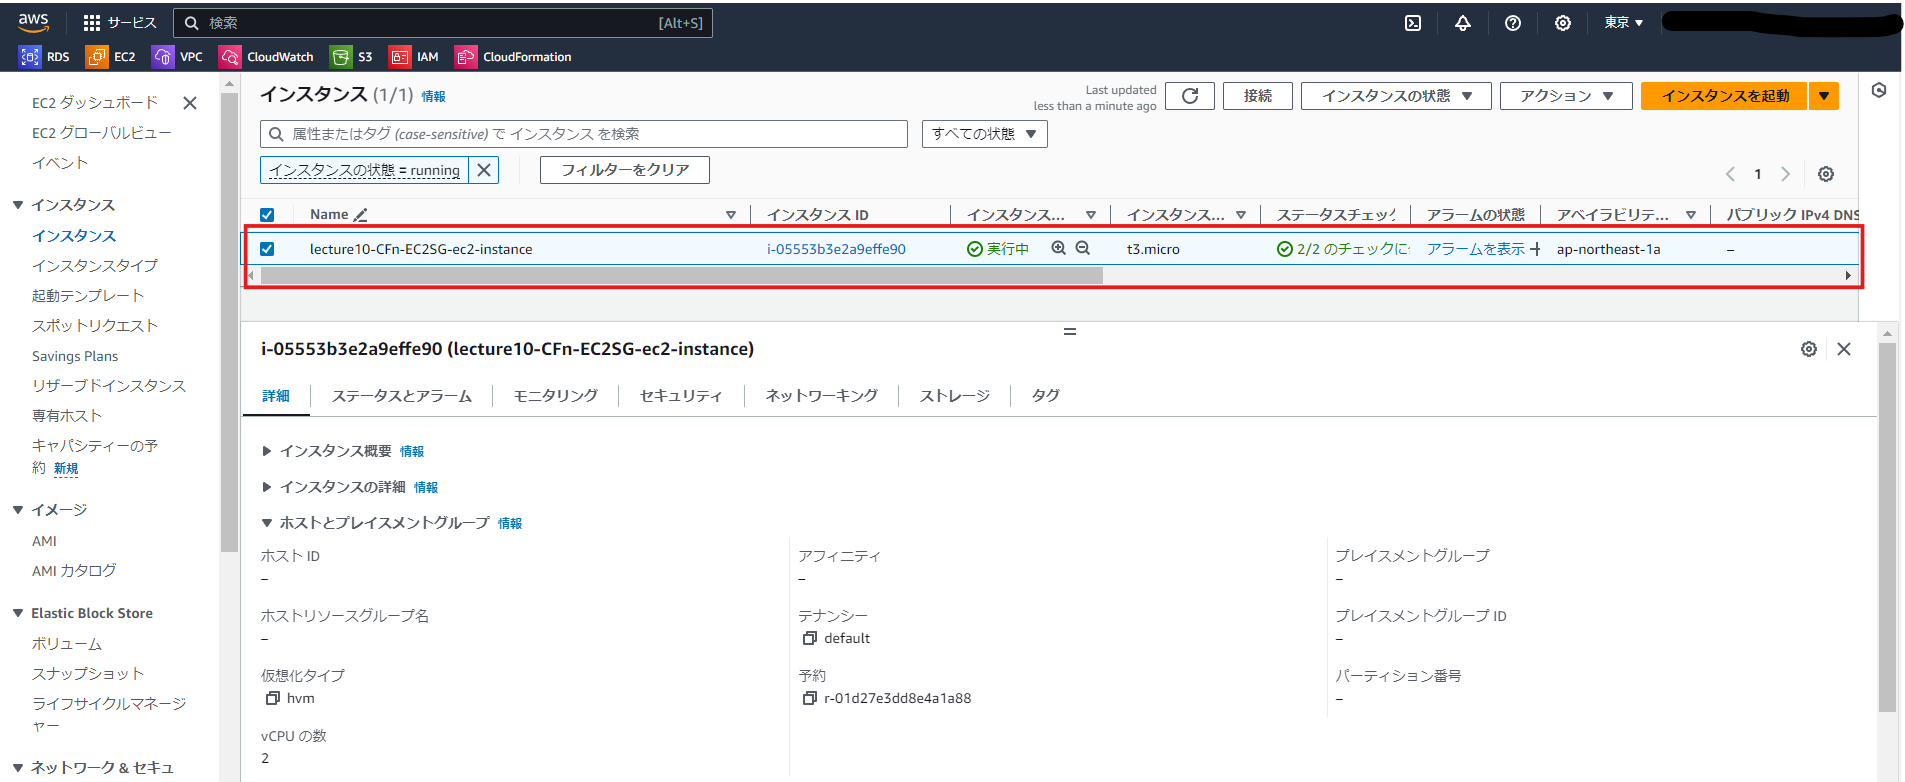 aws サービス 検索 [Alt+S] 東京
RDS EC2 VPC CloudWatch S3 IAM CloudFormation
EC2 ダッシュボード
EC2 グローバルビュー
イベント
インスタンス
インスタンス
インスタンスタイプ
起動テンプレート
スポットリクエスト
Savings Plans
リザーブドインスタンス
専有ホスト
キャパシティーの予
約 新規
イメージ
AMI
AMI カタログ
Elastic Block Store
ボリューム
スナップショット
ライフサイクルマネージ
ャー
ネットワーク & セキュ
インスタンス (1/1) 情報
Last updated
less than a minute ago
接続 インスタンスの状態 アクション インスタンスを起動
属性またはタグ (case-sensitive) で インスタンス を検索 すべての状態
インスタンスの状態 = running フィルターをクリア
1
Name インスタンス ID インスタンス... インスタンス... ステータスチェック アラームの状態 アベイラビリテ... パブリック IPv4 DNS
lecture10-CFn-EC2SG-ec2-instance i-05553b3e2a9effe90 実行中 t3.micro 2/2 のチェックに アラームを表示 + ap-northeast-1a –
i-05553b3e2a9effe90 (lecture10-CFn-EC2SG-ec2-instance)
詳細 ステータスとアラーム モニタリング セキュリティ ネットワーキング ストレージ タグ
インスタンス概要 情報
インスタンスの詳細 情報
ホストとプレイスメントグループ 情報
ホスト ID アフィニティ プレイスメントグループ
– – –
ホストリソースグループ名 テナンシー プレイスメントグループ ID
– default –
仮想化タイプ 予約 パーティション番号
hvm r-01d27e3dd8e4a1a88 –
vCPU の数
2